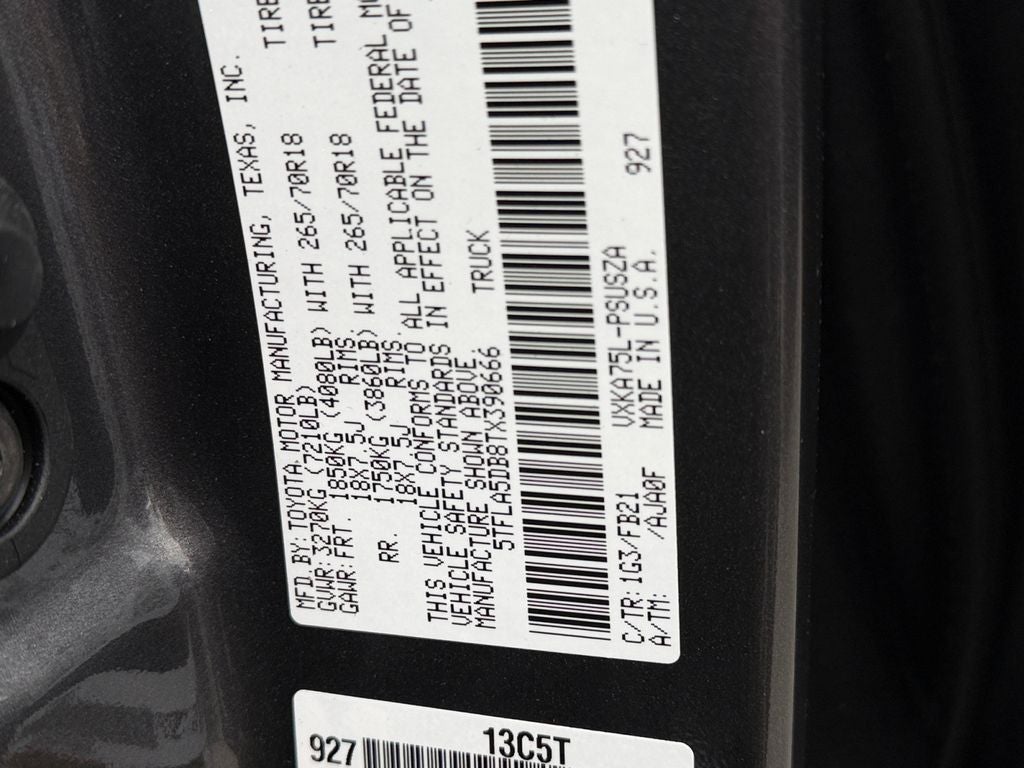 MFD.BY: TOYOTA MOTOR MANUFACTURING, TEXAS, INC.
GVWR: 3270KG (7210LB)
GAWR: FRT. 1850KG (4080LB) WITH 265/70R18 TIRE
18X7.5J RIMS,
RR. 1750KG (3860LB) WITH 265/70R18 TIRE
18X7.5J RIMS,
THIS VEHICLE CONFORMS TO ALL APPLICABLE FEDERAL
VEHICLE SAFETY STANDARDS IN EFFECT ON THE DATE OF
MANUFACTURE SHOWN ABOVE.
5TFLA5DB8TX390666 TRUCK
C/TR: 1G3/FB21 VXKA75L-PSUSZA 927
A/TM: /AJA0F MADE IN U.S.A.
927 13C5T